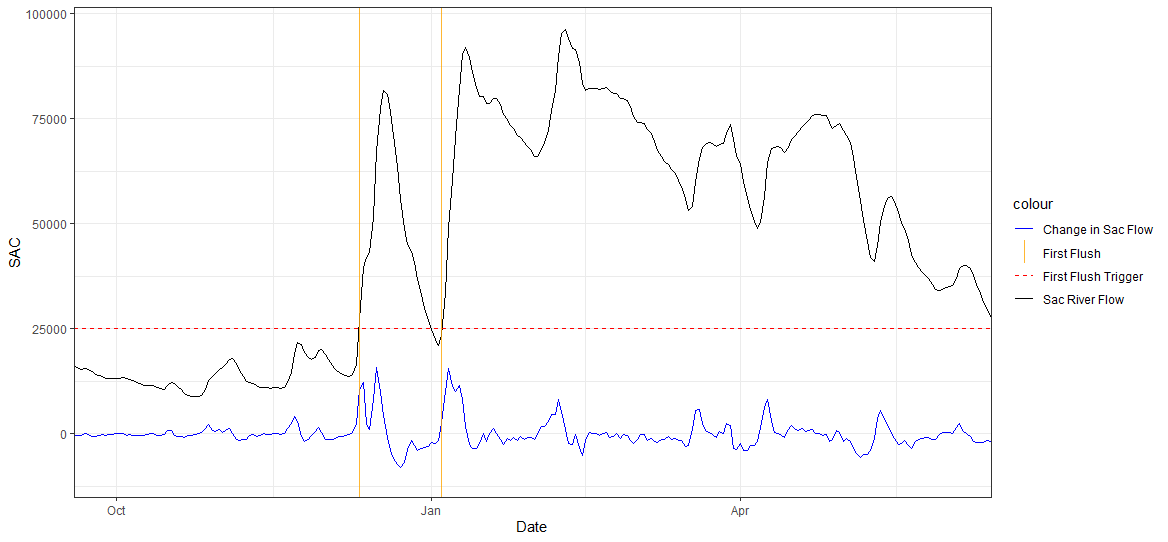 100000
75000
50000
25000
0
SAC
Oct
Jan
Apr
Date
colour
Change in Sac Flow
First Flush
First Flush Trigger
Sac River Flow